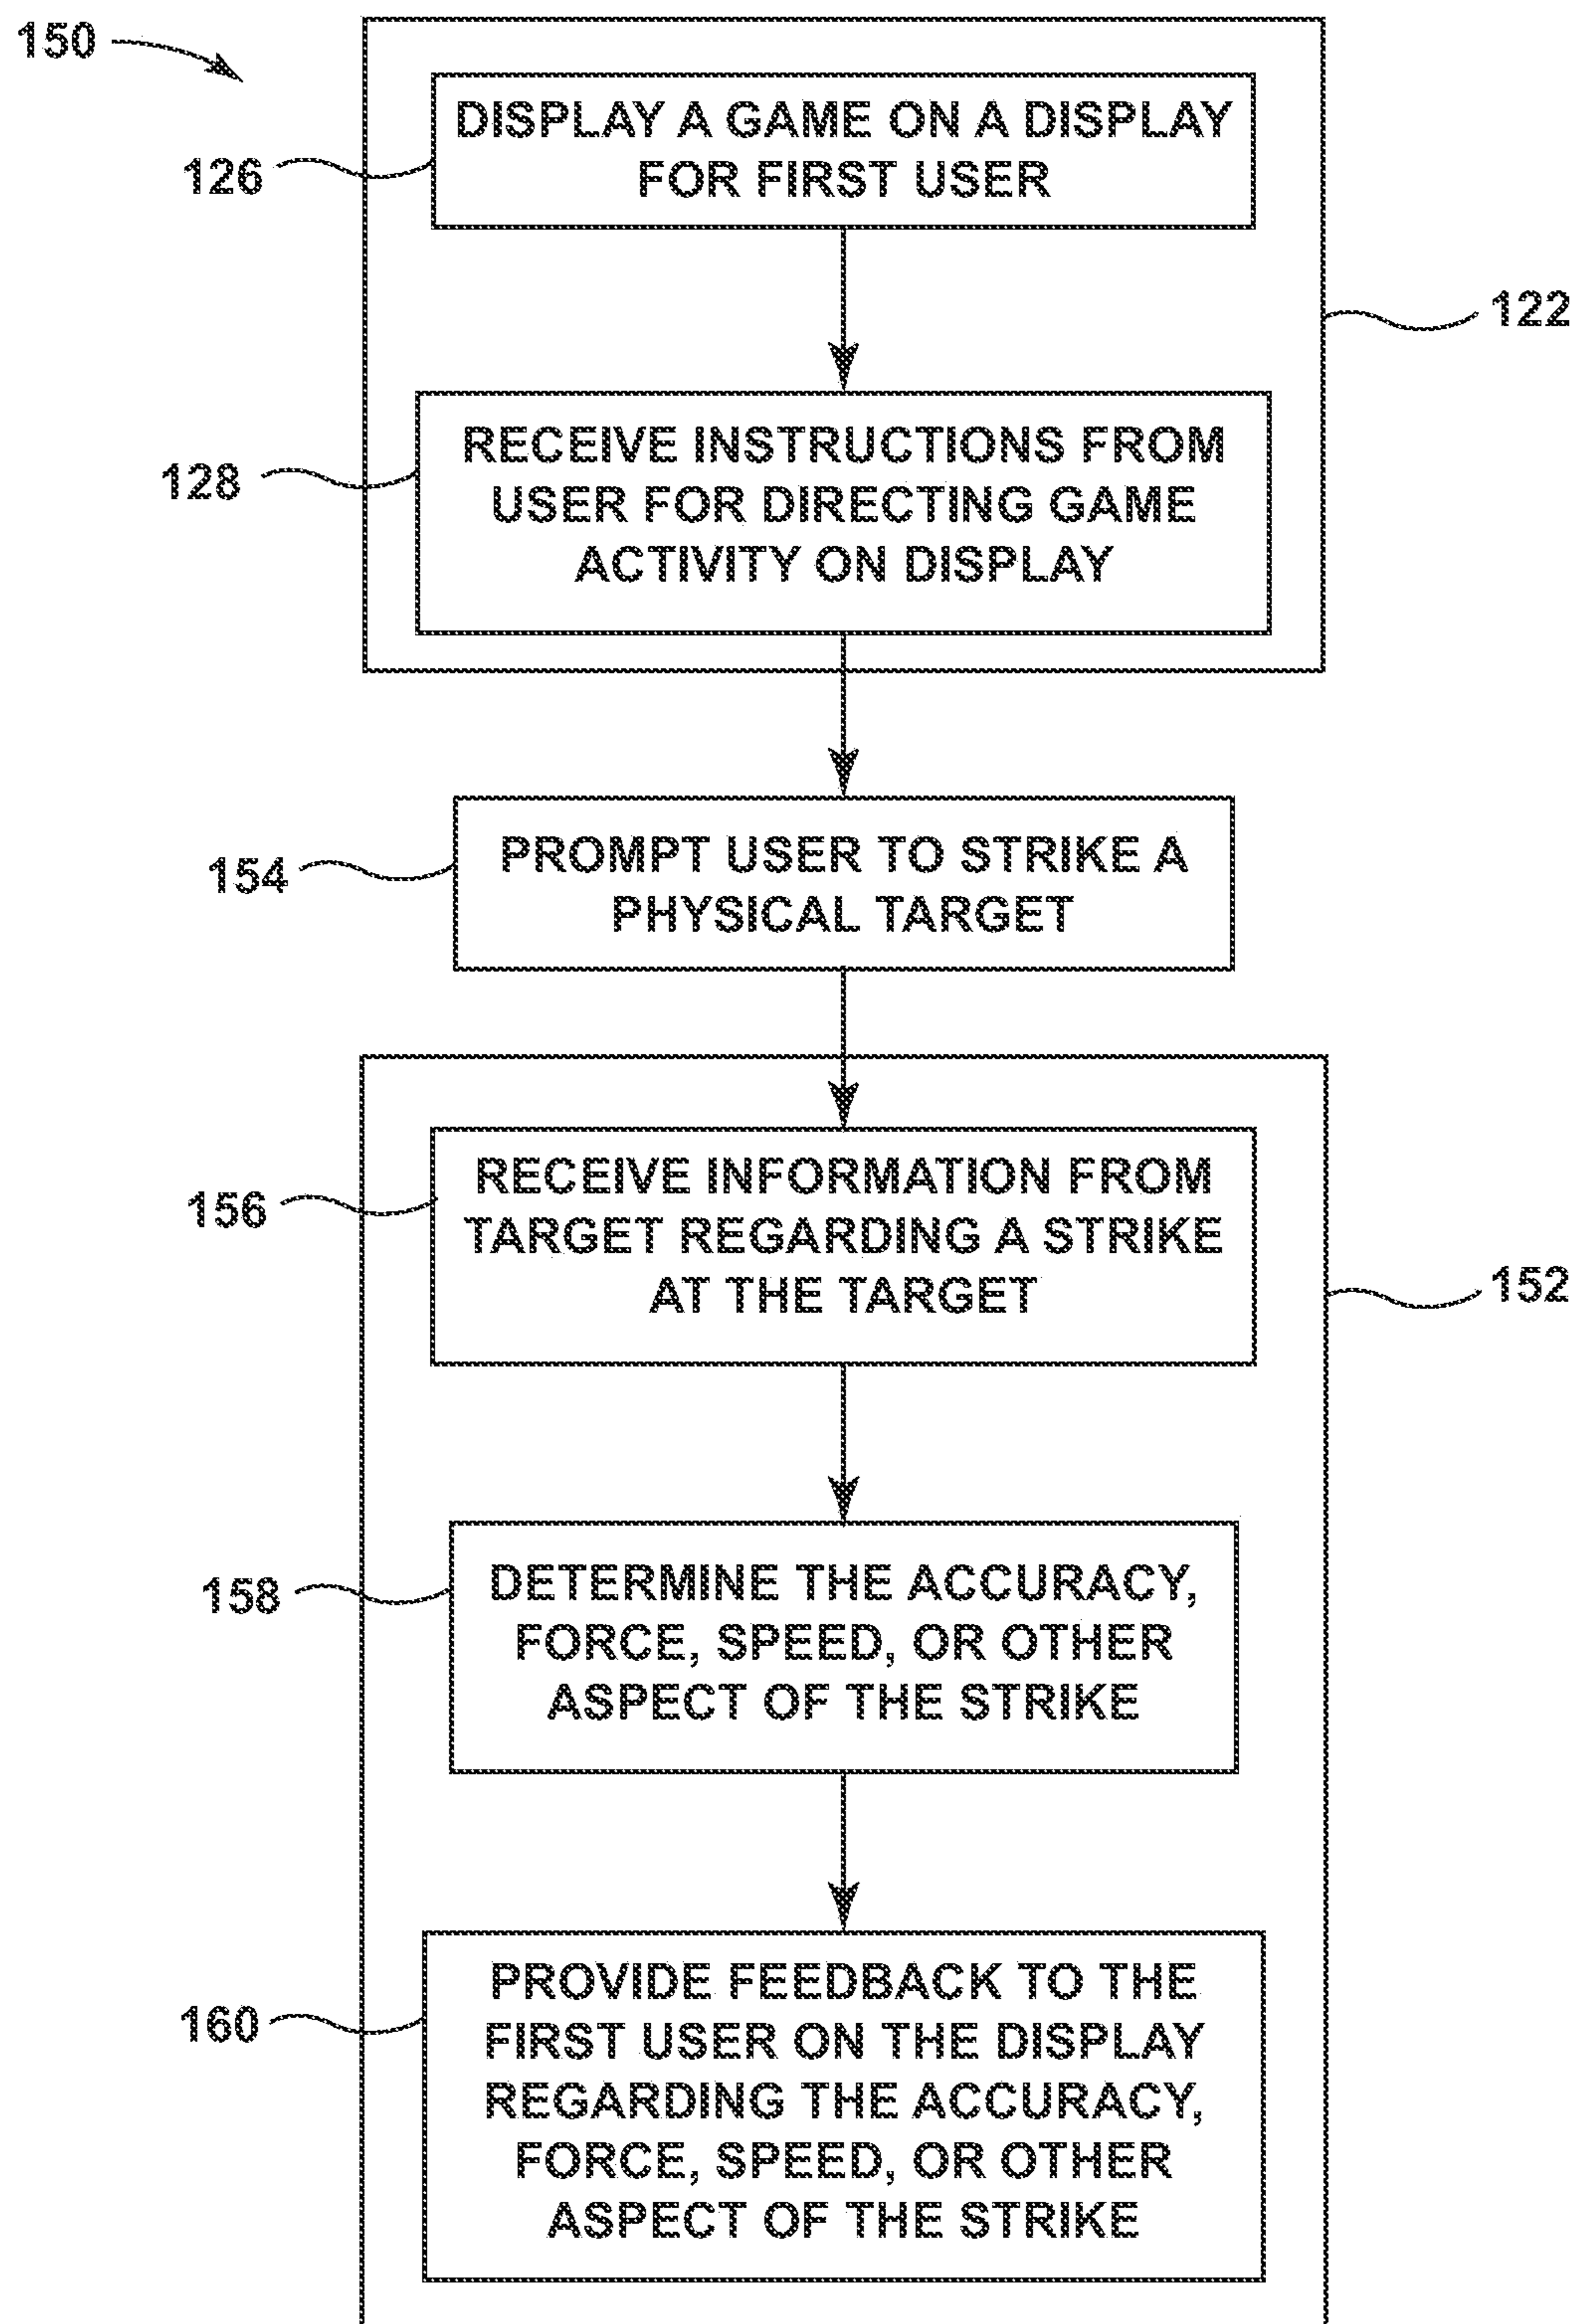 150
DISPLAY A GAME ON A DISPLAY
FOR FIRST USER
126
122
RECEIVE INSTRUCTIONS FROM
USER FOR DIRECTING GAME
ACTIVITY ON DISPLAY
128
PROMPT USER TO STRIKE A
PHYSICAL TARGET
154
RECEIVE INFORMATION FROM
TARGET REGARDING A STRIKE
AT THE TARGET
156
152
DETERMINE THE ACCURACY,
FORCE, SPEED, OR OTHER
ASPECT OF THE STRIKE
158
PROVIDE FEEDBACK TO THE
FIRST USER ON THE DISPLAY
REGARDING THE ACCURACY,
FORCE, SPEED, OR OTHER
ASPECT OF THE STRIKE
160